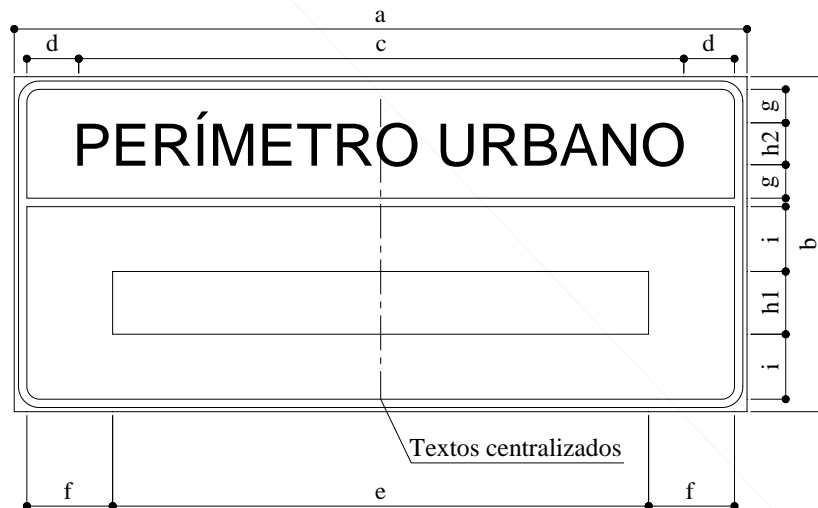 a
d c d
PERÍMETRO URBANO
g
h2
g
i
h1
i
b
Textos centralizados
f e f